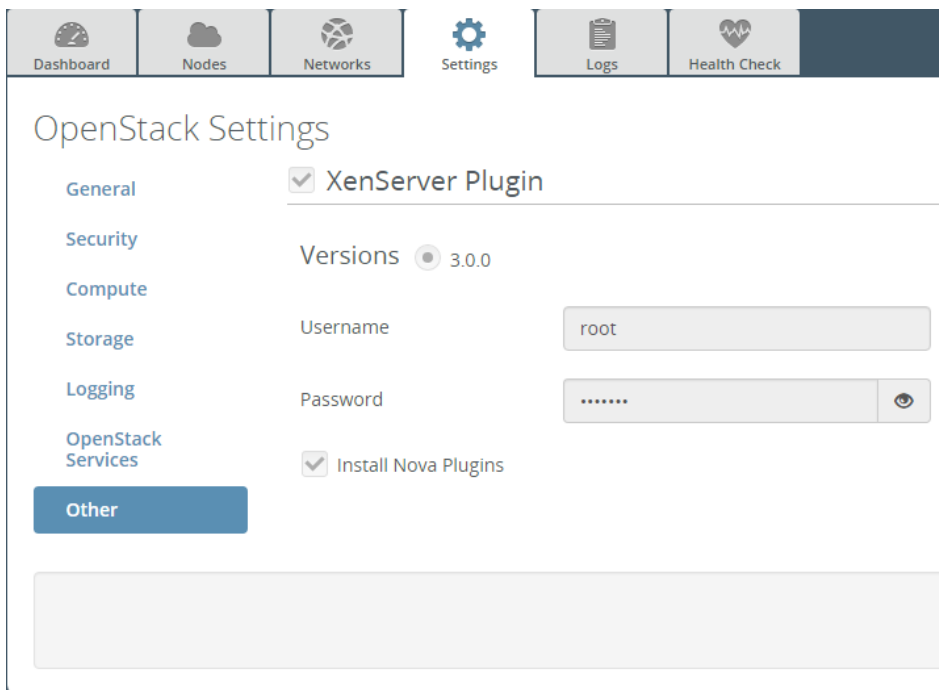 Dashboard Nodes Networks Settings Logs Health Check
OpenStack Settings
General
Security
Compute
Storage
Logging
OpenStack
Services
Other
XenServer Plugin
Versions 3.0.0
Username root
Password •••••••
Install Nova Plugins